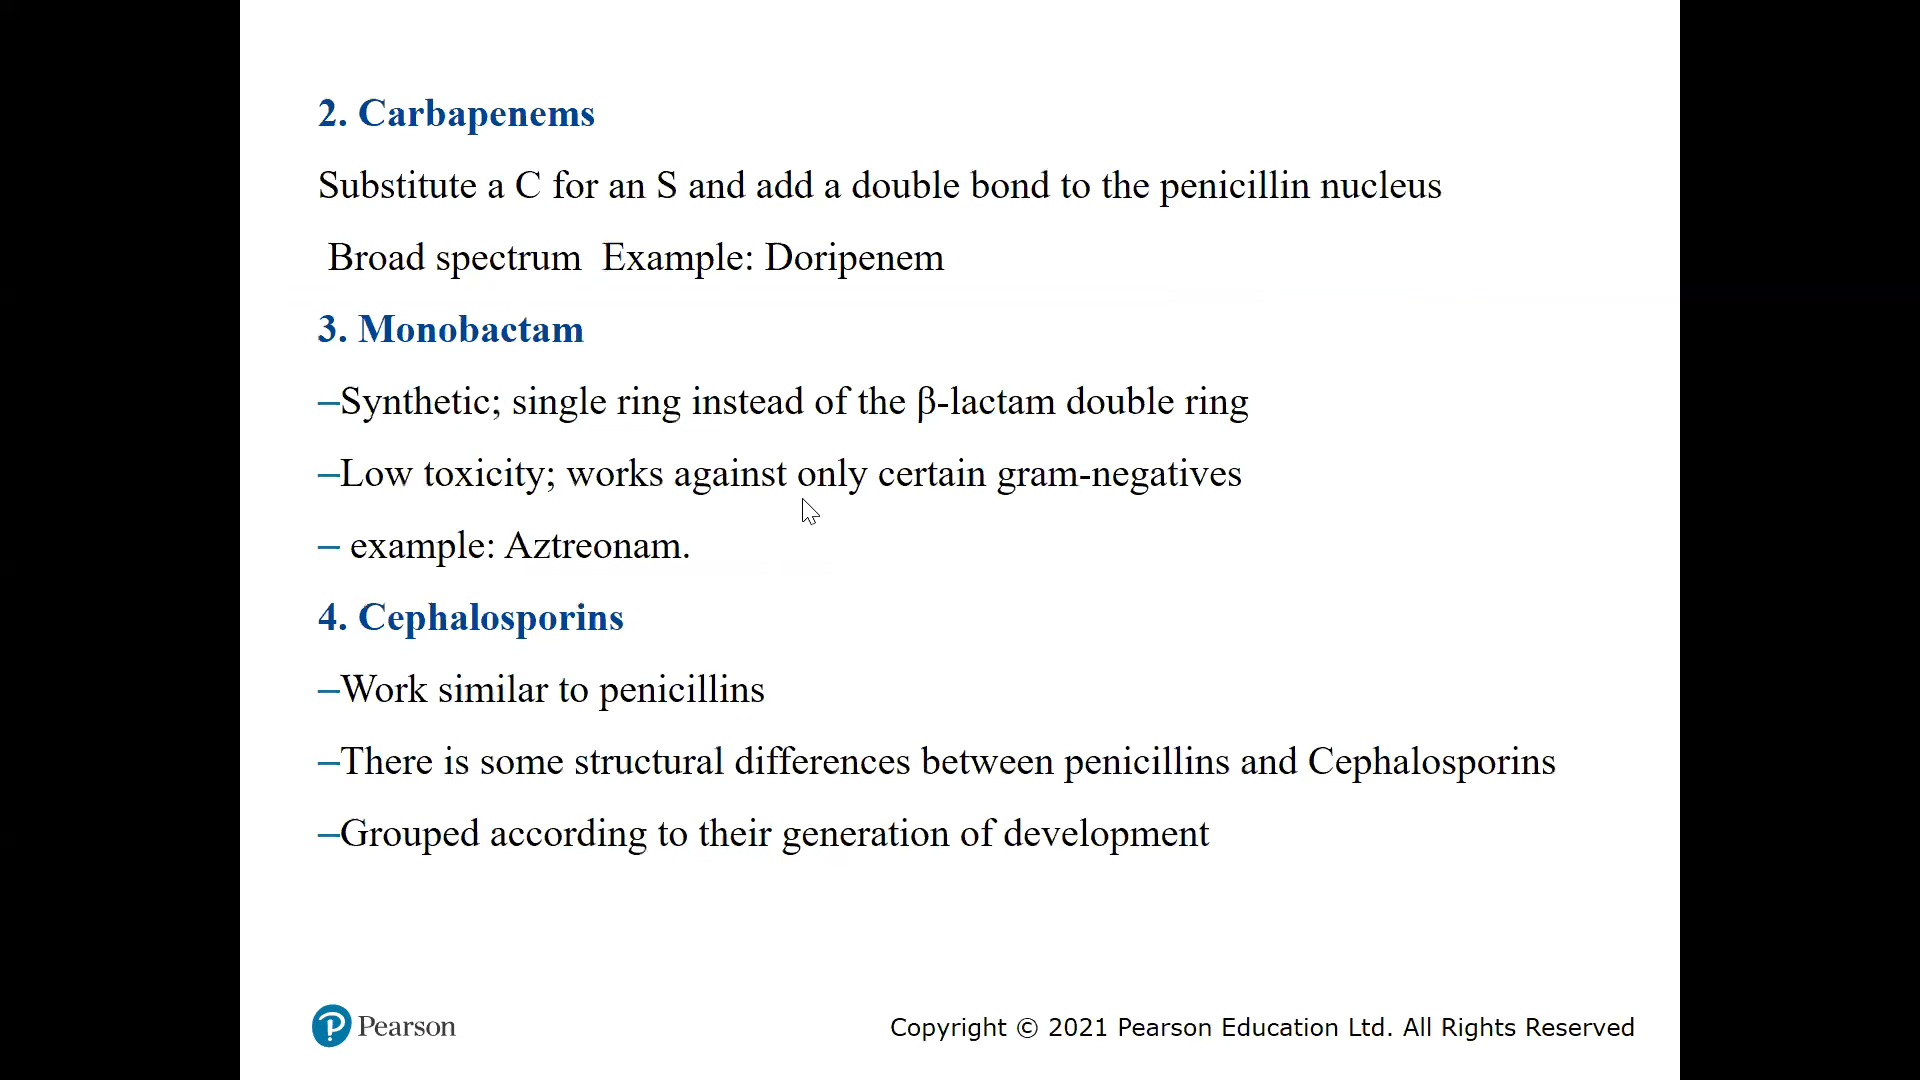 2. Carbapenems
Substitute a C for an S and add a double bond to the penicillin nucleus
Broad spectrum  Example: Doripenem
3. Monobactam
–Synthetic; single ring instead of the β-lactam double ring
–Low toxicity; works against only certain gram-negatives
– example: Aztreonam.
4. Cephalosporins
–Work similar to penicillins
–There is some structural differences between penicillins and Cephalosporins
–Grouped according to their generation of development
Pearson
Copyright © 2021 Pearson Education Ltd. All Rights Reserved